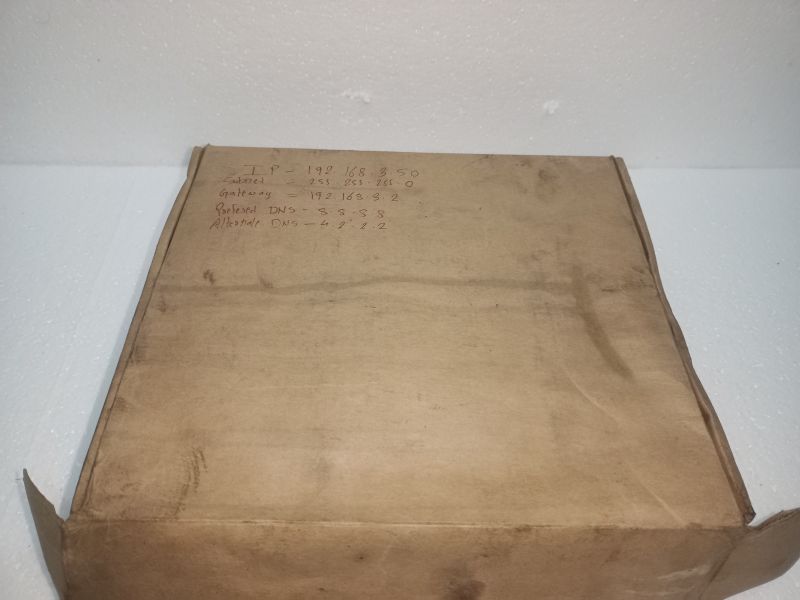 IP - 192.168.3.50
Subnet = 255.255.255.0
Gateway = 192.168.3.2
Prefered DNS - 8.8.8.8
Alternate DNS - 4.2.2.2